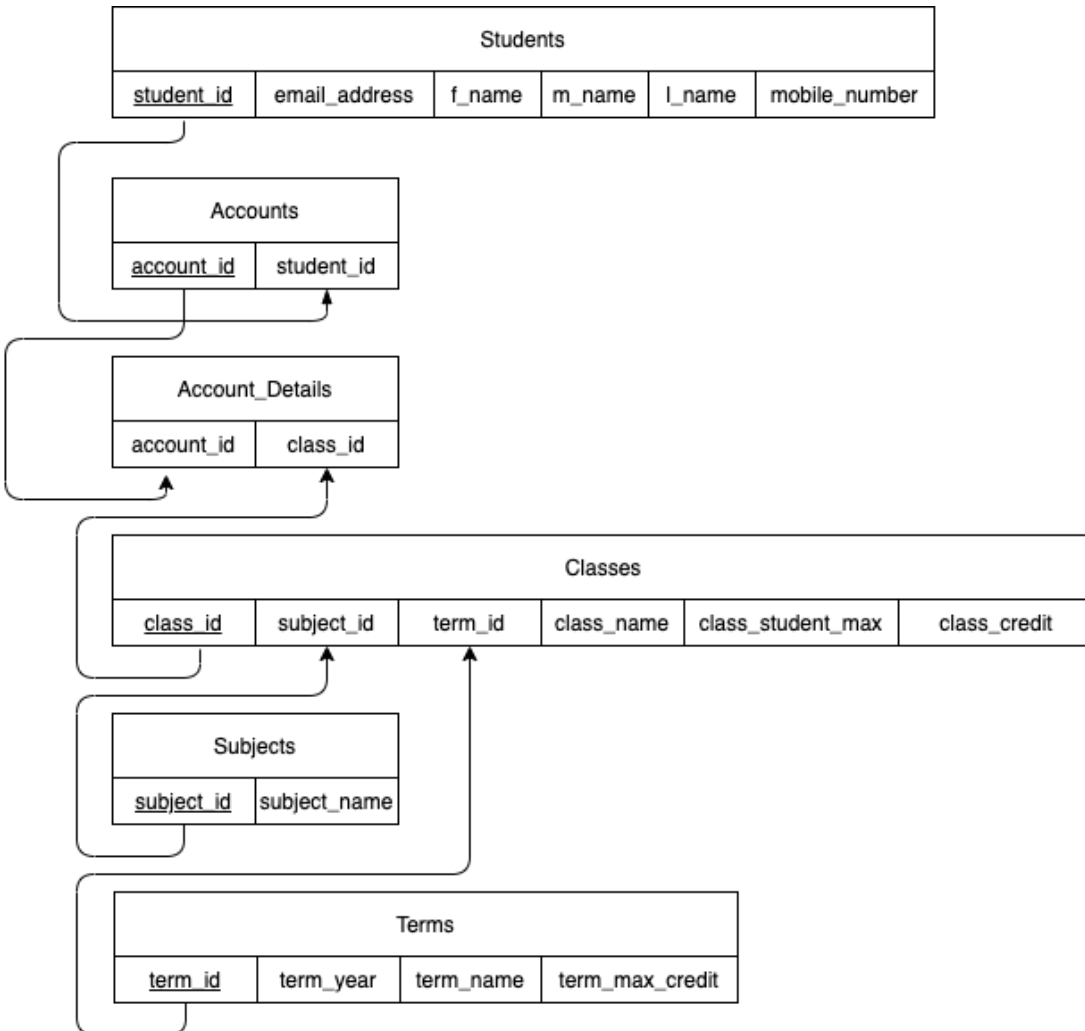 Students
student_id email_address f_name m_name l_name mobile_number
Accounts
account_id student_id
Account_Details
account_id class_id
Classes
class_id subject_id term_id class_name class_student_max class_credit
Subjects
subject_id subject_name
Terms
term_id term_year term_name term_max_credit